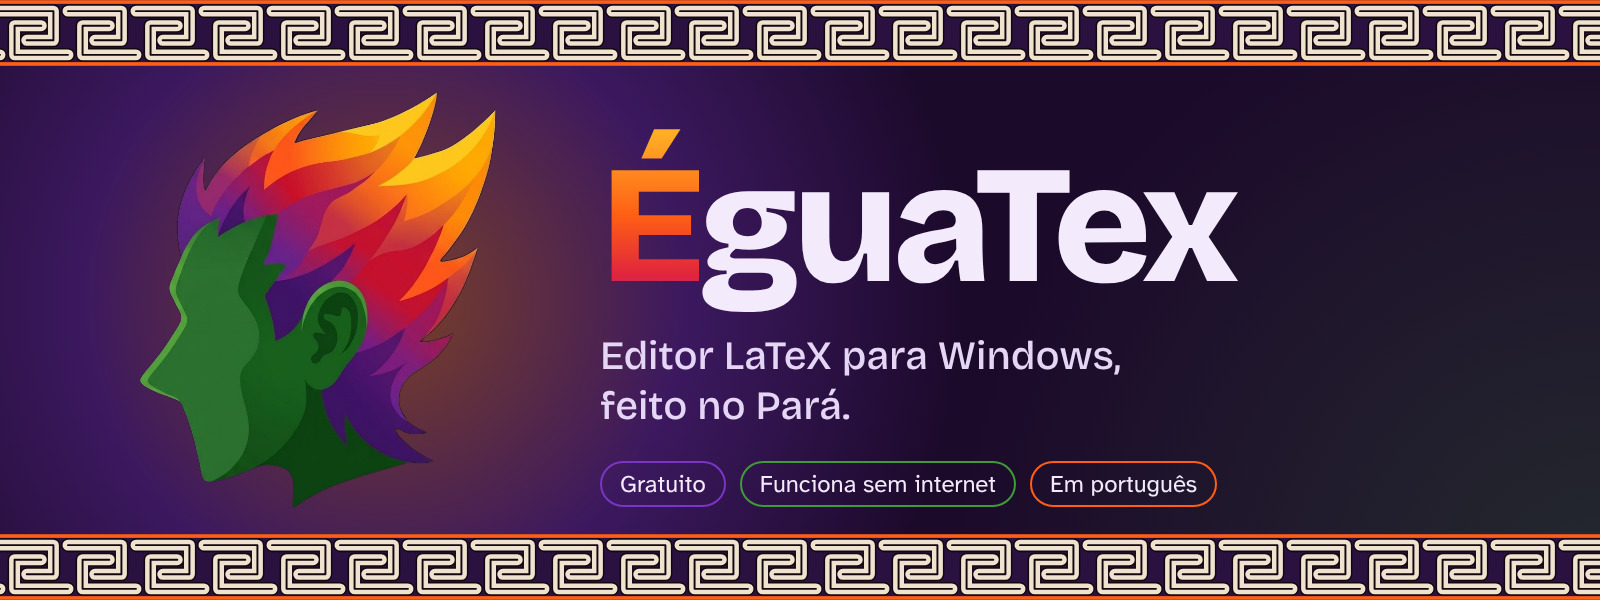 ÉguaTex
Editor LaTeX para Windows,
feito no Pará.
Gratuito
Funciona sem internet
Em português